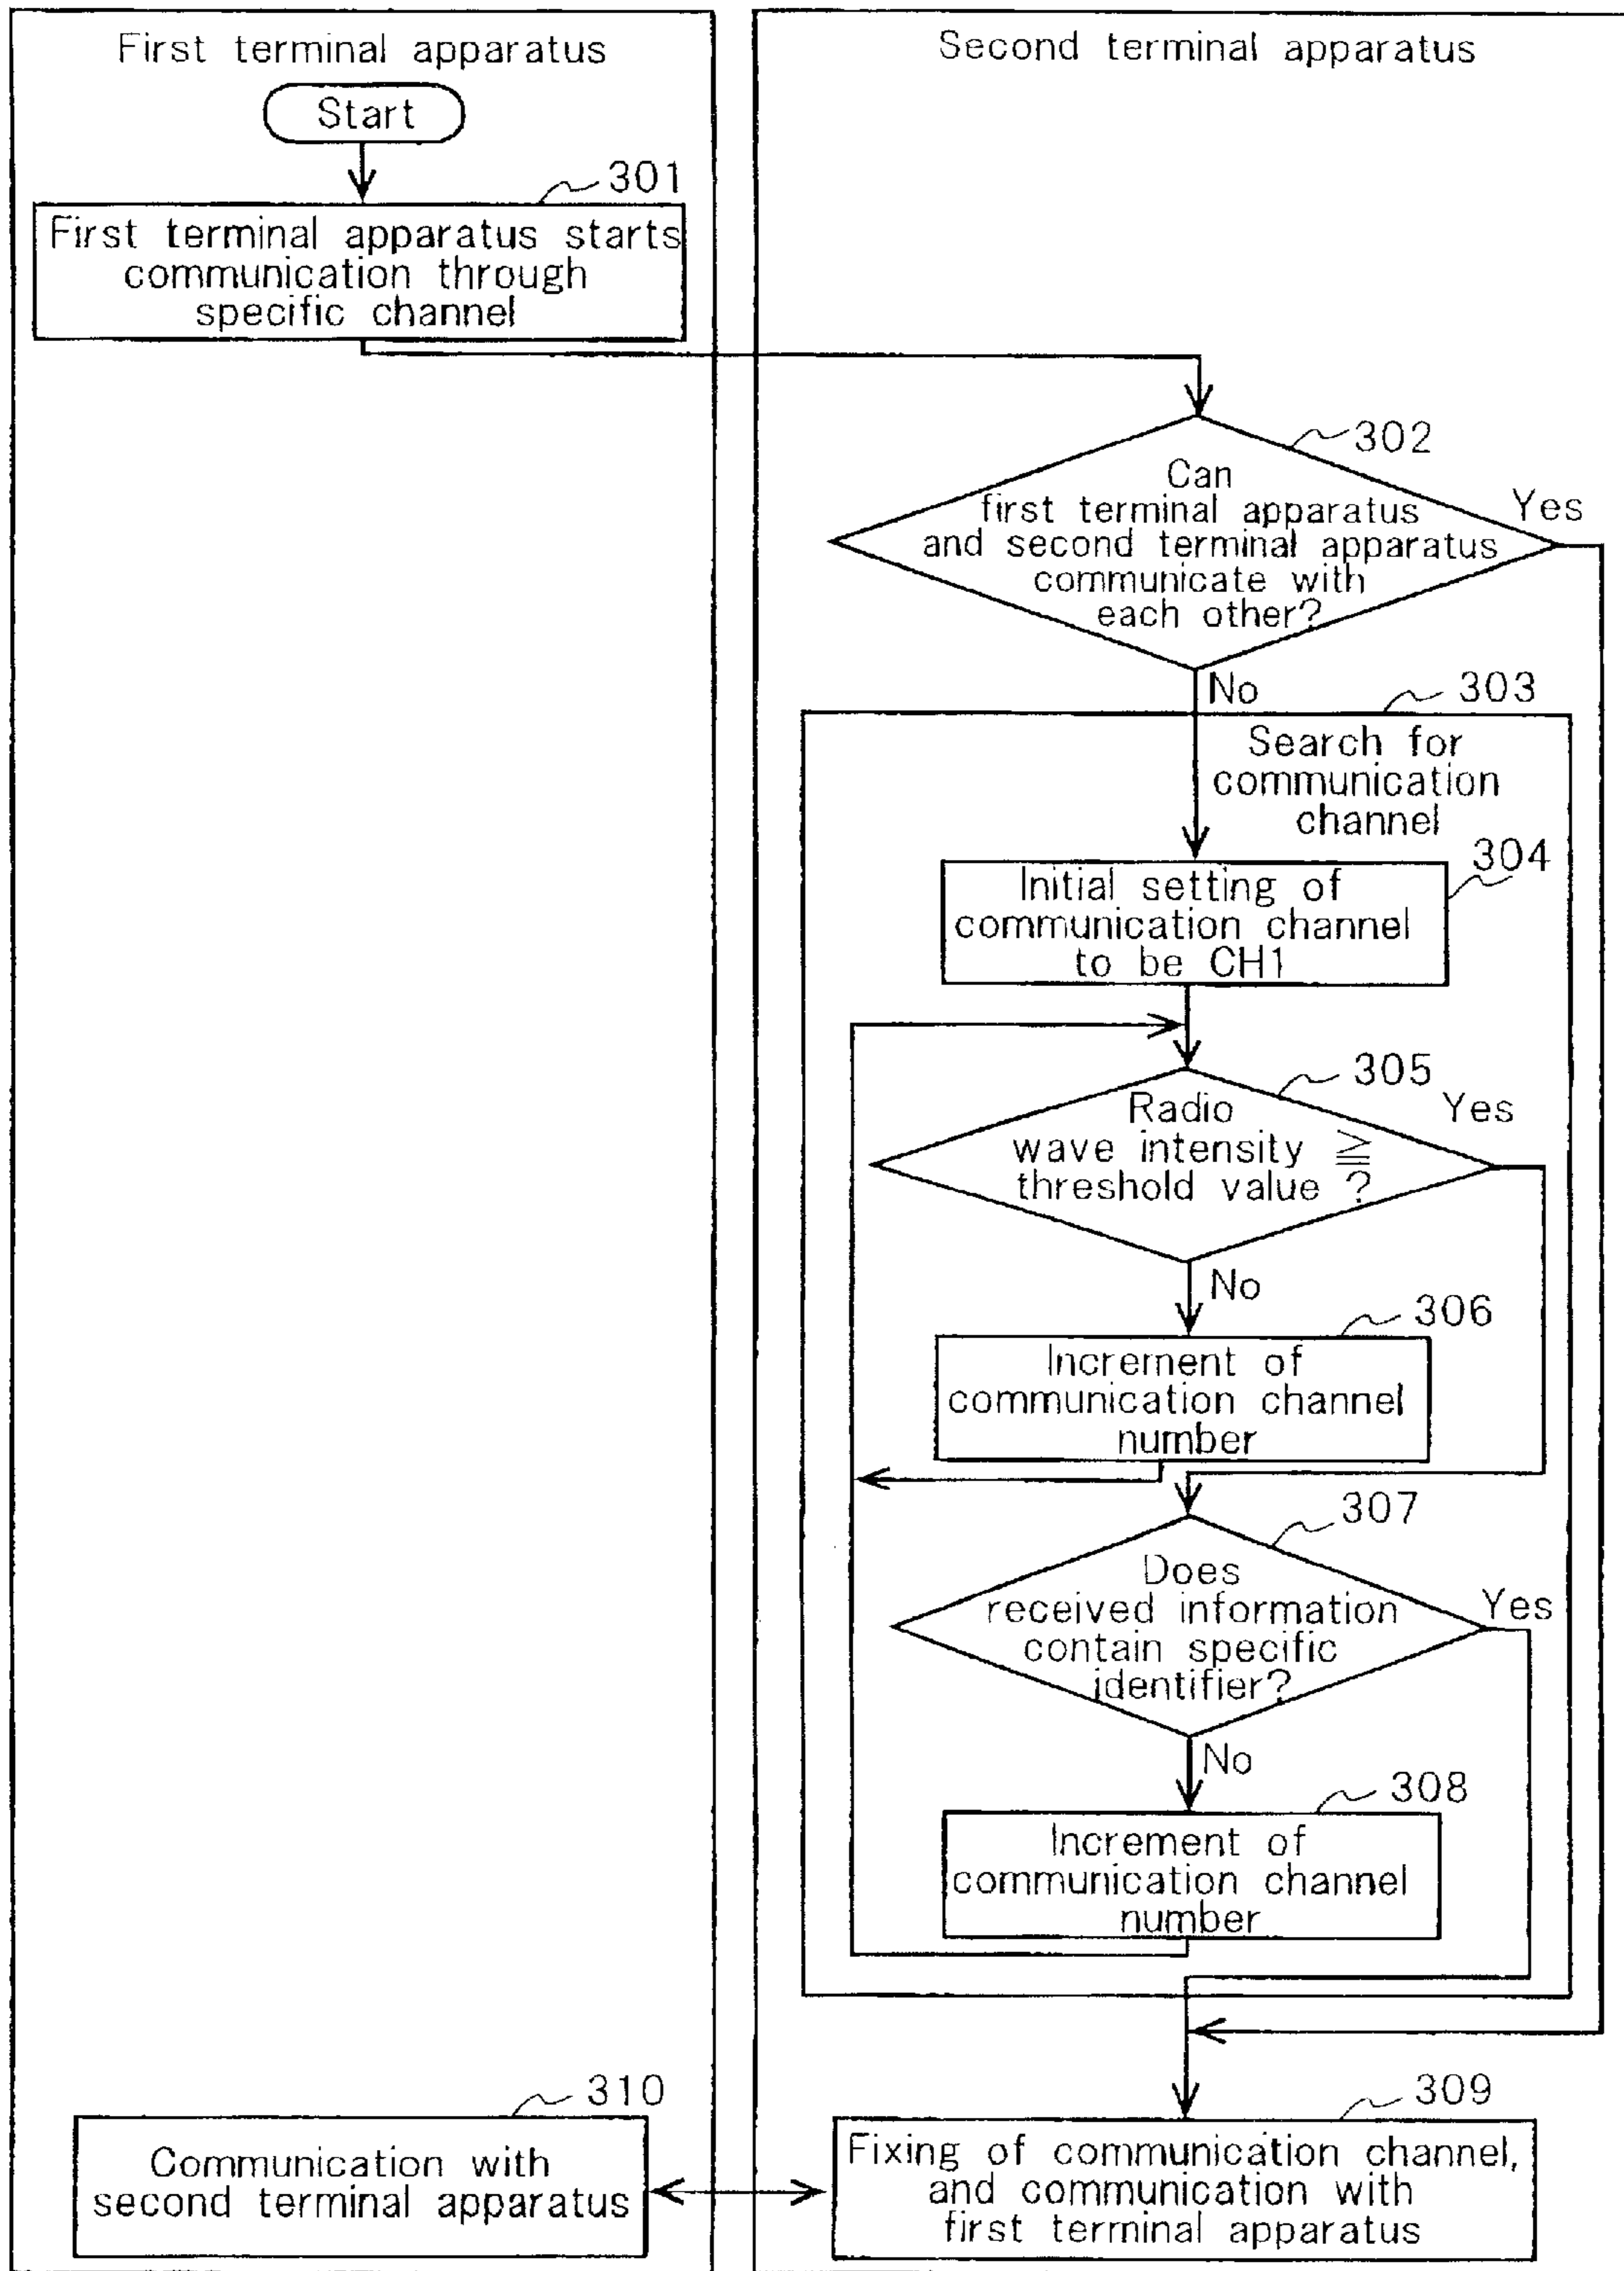 First terminal apparatus
Start
301
First terminal apparatus starts
communication through
specific channel
Second terminal apparatus
302
Can
first terminal apparatus
and second terminal apparatus
communicate with
each other?
Yes
No
303
Search for
communication
channel
304
Initial setting of
communication channel
to be CH1
305
Radio
wave intensity ≧
threshold value ?
Yes
No
306
Increment of
communication channel
number
307
Does
received information
contain specific
identifier?
Yes
No
308
Increment of
communication channel
number
310
Communication with
second terminal apparatus
309
Fixing of communication channel,
and communication with
first terminal apparatus